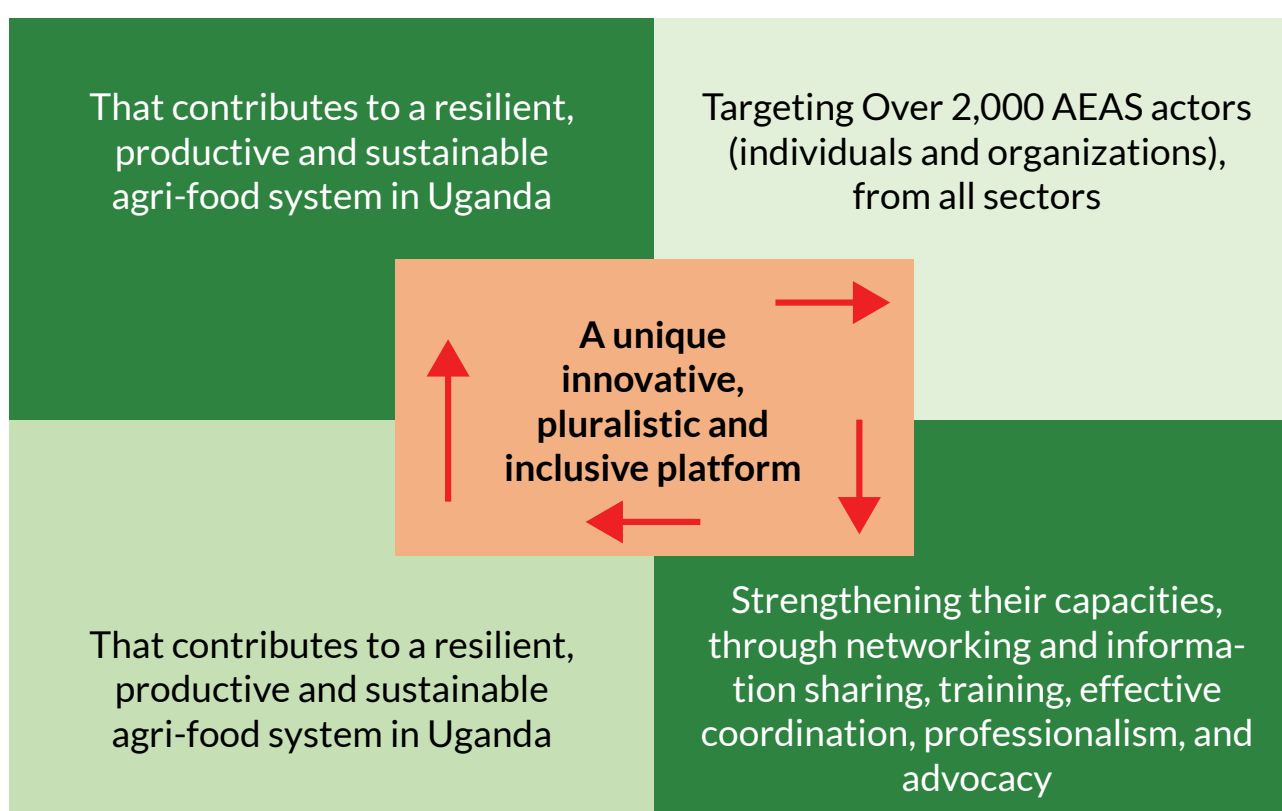 That contributes to a resilient,
productive and sustainable
agri-food system in Uganda
Targeting Over 2,000 AEAS actors
(individuals and organizations),
from all sectors
A unique
innovative,
pluralistic and
inclusive platform
That contributes to a resilient,
productive and sustainable
agri-food system in Uganda
Strengthening their capacities,
through networking and informa-
tion sharing, training, effective
coordination, professionalism, and
advocacy